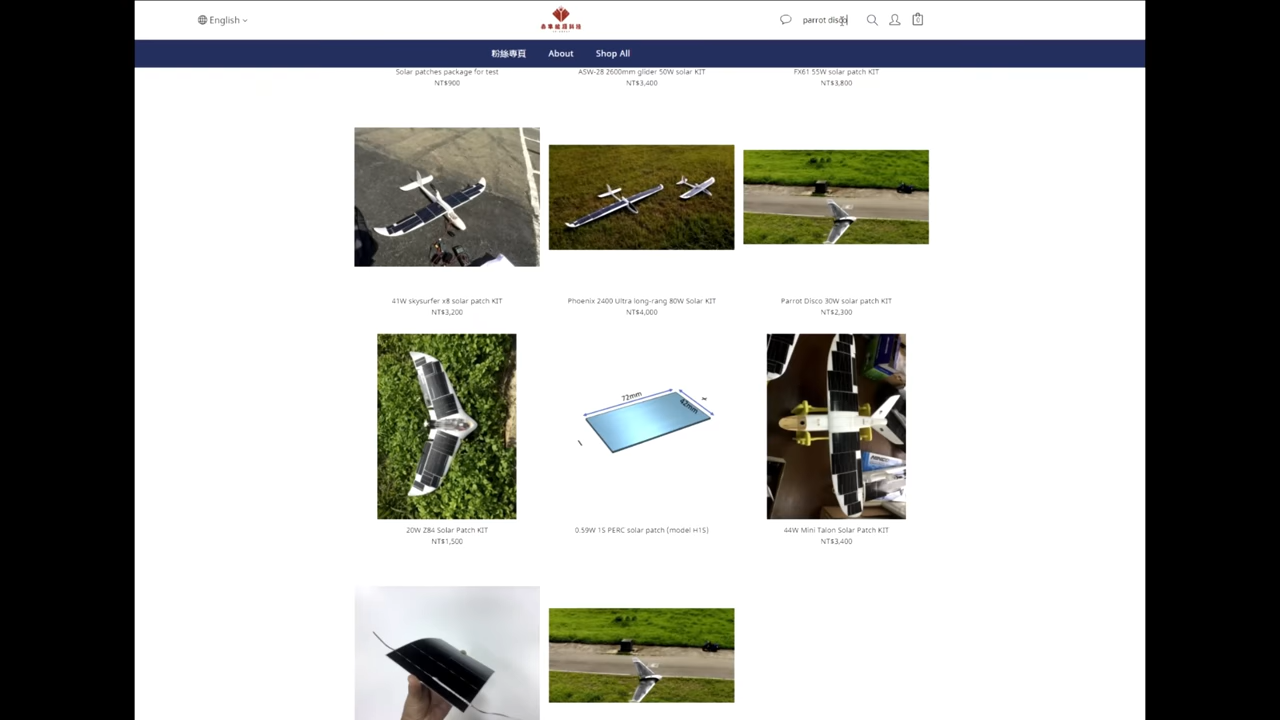 English
parrot disco
0
粉絲專頁
About
Shop All
Solar patches package for test
NT$900
ASW-28 2600mm glider 50W solar KIT
NT$3,400
FX61 55W solar patch KIT
NT$3,800
41W skysurfer x8 solar patch KIT
NT$3,200
Phoenix 2400 Ultra long-rang 80W Solar KIT
NT$4,000
Parrot Disco 30W solar patch KIT
NT$2,300
72mm
42mm
20W Z84 Solar Patch KIT
NT$1,500
0.59W 1S PERC solar patch (model H1S)
44W Mini Talon Solar Patch KIT
NT$3,400